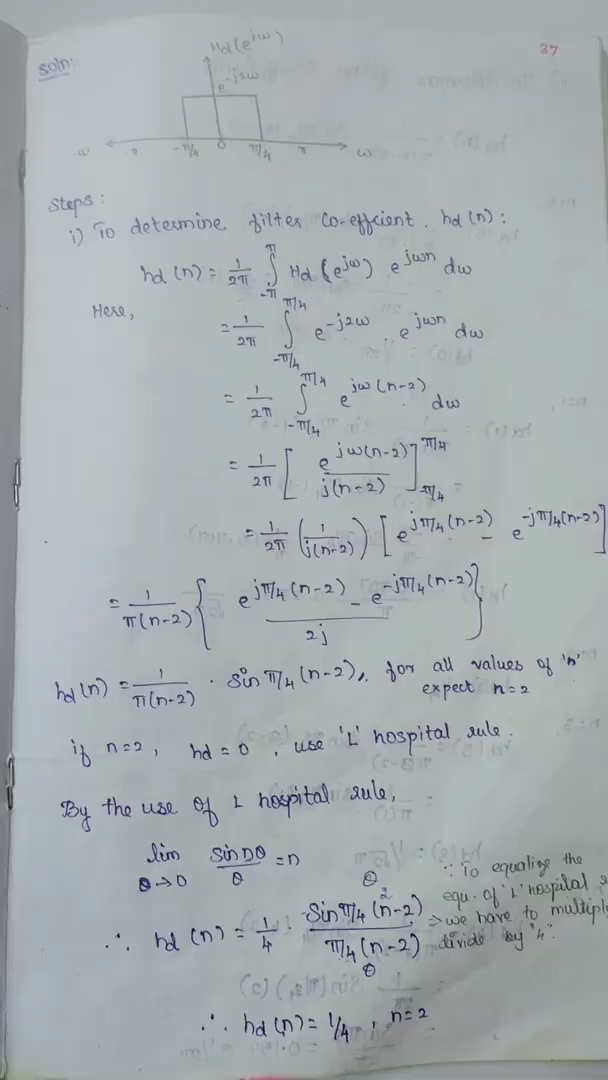 37
Soln:
Hd(e^jω)
e^-j2ω
-ω -π -π/4 0 π/4 π ω
Steps:
i) To determine filter Co-effcient, hd(n):
hd(n) = 1/2π ∫_-π^π Hd(e^jω) e^jωn dω
Here,
= 1/2π ∫_-π/4^π/4 e^-j2ω . e^jωn dω
= 1/2π ∫_-π/4^π/4 e^jω(n-2) dω
= 1/2π [ e^jω(n-2) / j(n-2) ]_-π/4^π/4
= 1/2π (1/j(n-2)) [ e^jπ/4(n-2) - e^-jπ/4(n-2) ]
= 1/π(n-2) { e^jπ/4(n-2) - e^-jπ/4(n-2) / 2j }
hd(n) = 1/π(n-2) . Sin π/4(n-2), for all values of 'n'
expect n=2
if n=2, hd=0, use 'L' hospital rule.
By the use of L hospital rule,
lim θ→0 Sin nθ/θ = n
∵ To equalize the
equ. of 'L' hospital
⇒ we have to multiply
divide by "4".
∴ hd(n) = 1/4 . Sin π/4(n-2) / π/4(n-2)
θ
θ
∴ hd(n) = 1/4, n=2